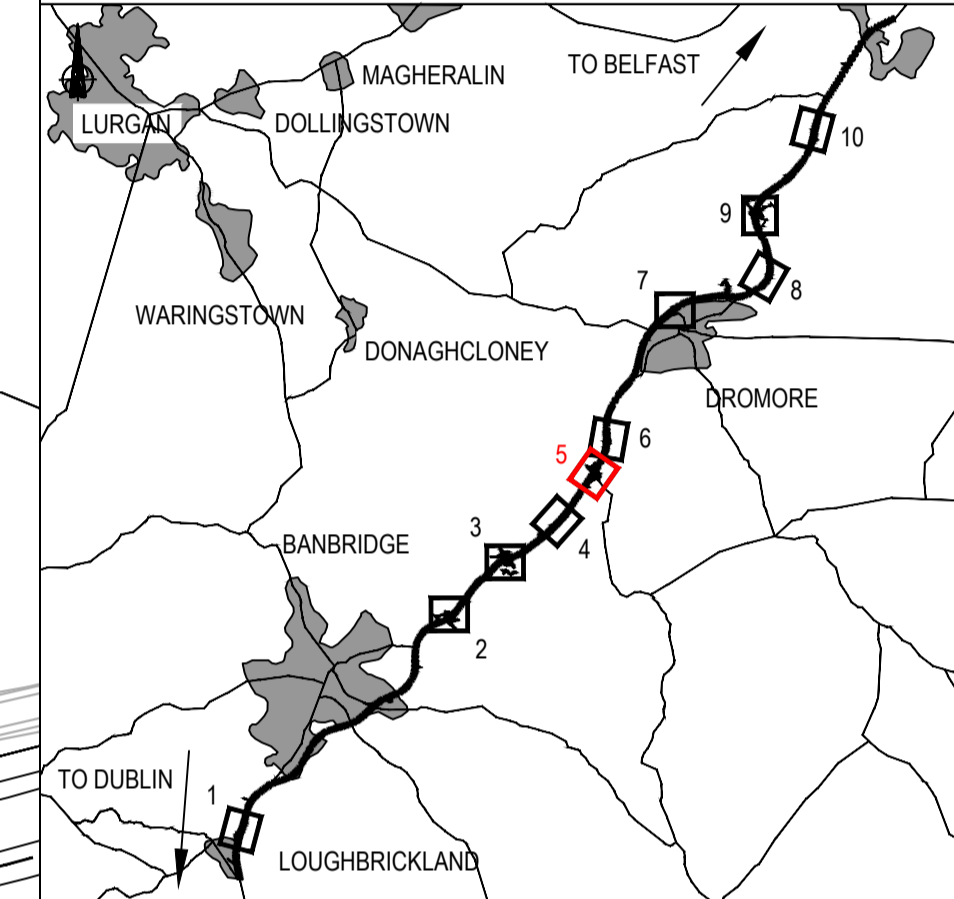 TO BELFAST
MAGHERALIN
LURGAN
DOLLINGSTOWN
10
9
7
8
WARINGSTOWN
DONAGHCLONEY
DROMORE
6
5
3
BANBRIDGE
4
2
TO DUBLIN
1
LOUGHBRICKLAND